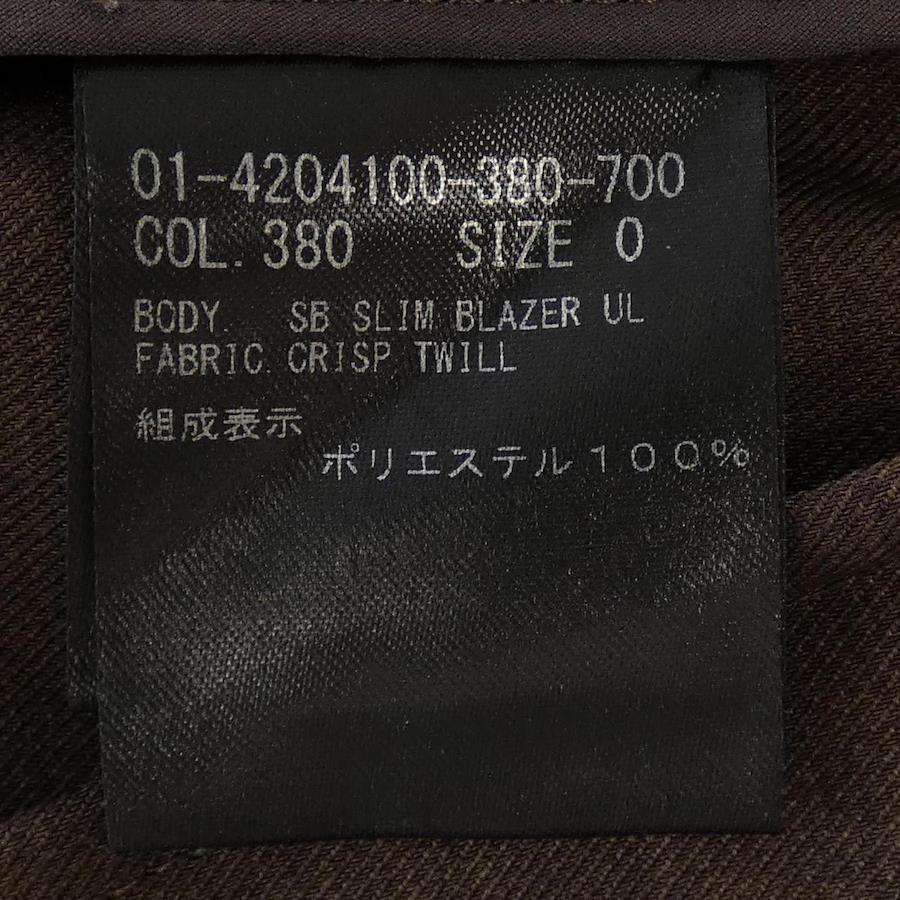 01-4204100-380-700
COL. 380 SIZE 0
BODY. SB SLIM BLAZER UL
FABRIC. CRISP TWILL
組成表示
ポリエステル１００％